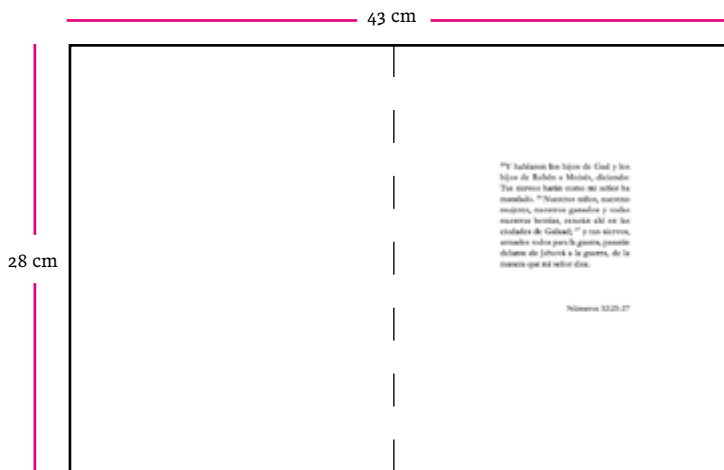 43 cm
28 cm
²⁵Y hablaron los hijos de Gad y los
hijos de Rubén a Moisés, diciendo:
Tus siervos harán como mi señor ha
mandado. ²⁶Nuestros niños, nuestras
mujeres, nuestros ganados y todas
nuestras bestias, estarán ahí en las
ciudades de Galaad; ²⁷ y tus siervos,
armados todos para la guerra, pasarán
delante de Jehová a la guerra, de la
manera que mi señor dice.
Números 32:25-27